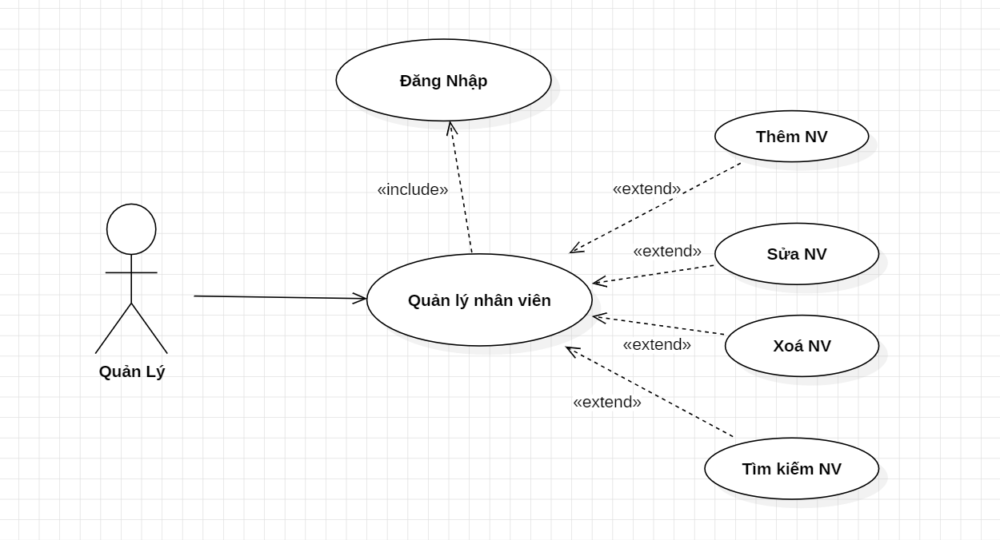 Đăng Nhập
Thêm NV
«include»
«extend»
«extend»
Sửa NV
Quản lý nhân viên
«extend»
Xoá NV
Quản Lý
«extend»
Tìm kiếm NV